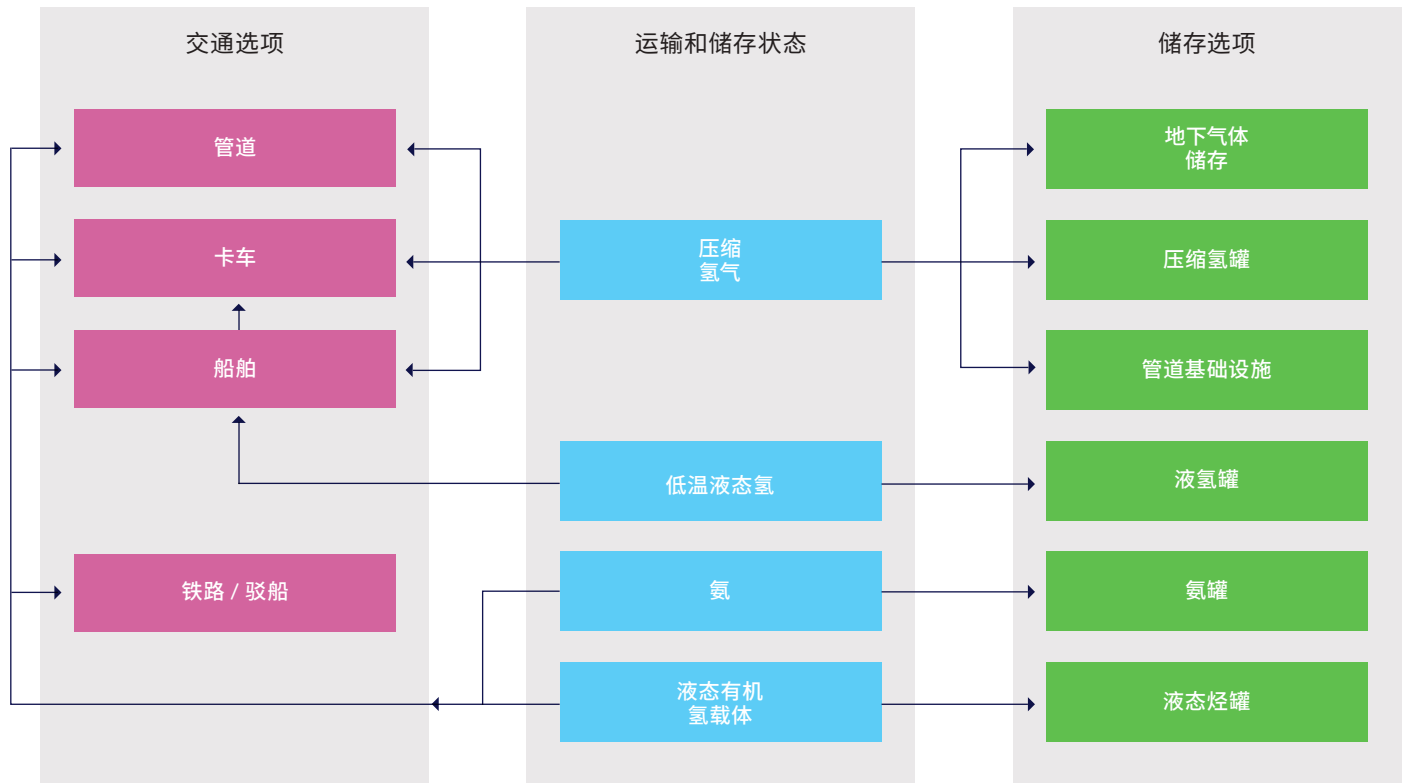 交通选项
管道
卡车
船舶
铁路 / 驳船
运输和储存状态
压缩
氢气
低温液态氢
氨
液态有机
氢载体
储存选项
地下气体
储存
压缩氢罐
管道基础设施
液氢罐
氨罐
液态烃罐